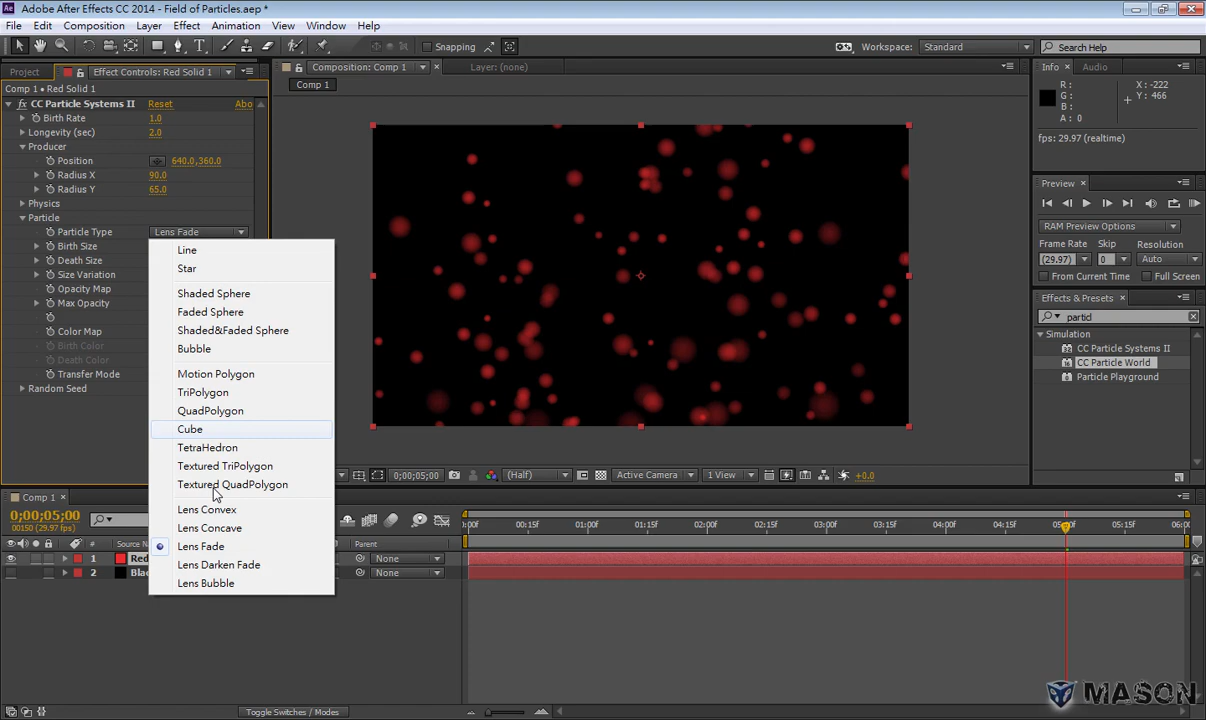 Adobe After Effects CC 2014 - Field of Particles.aep *
File Edit Composition Layer Effect Animation View Window Help
Snapping
Workspace: Standard
Search Help
Project
Effect Controls: Red Solid 1
Composition: Comp 1
Layer: (none)
Info
Audio
Comp 1 • Red Solid 1
Comp 1
fx CC Particle Systems II Reset Abo
Birth Rate 1.0
Longevity (sec) 2.0
Producer
Position 640.0,360.0
Radius X 90.0
Radius Y 65.0
Physics
Particle
Particle Type Lens Fade
Birth Size
Death Size
Size Variation
Opacity Map
Max Opacity
Color Map
Birth Color
Death Color
Transfer Mode
Random Seed
Line
Star
Shaded Sphere
Faded Sphere
Shaded&Faded Sphere
Bubble
Motion Polygon
TriPolygon
QuadPolygon
Cube
TetraHedron
Textured TriPolygon
Textured QuadPolygon
Lens Convex
Lens Concave
Lens Fade
Lens Darken Fade
Lens Bubble
R :
G :
B :
A : 0
X : -222
Y : 466
fps: 29.97 (realtime)
Preview
RAM Preview Options
Frame Rate Skip Resolution
(29.97) 0 Auto
From Current Time Full Screen
Effects & Presets
partid
Simulation
CC Particle Systems II
CC Particle World
Particle Playground
0;00;05;00 (Half) Active Camera 1 View +0.0
Comp 1
0;00;05;00
00150 (29.97 fps)
# Source N
Parent
1 Red None
2 Bla None
0:00f 00:15f 01:00f 01:15f 02:00f 02:15f 03:00f 03:15f 04:00f 04:15f 05:00f 05:15f 06:0
Toggle Switches / Modes
MASON